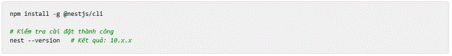 npm install -g @nestjs/cli
# Kiểm tra cài đặt thành công
nest --version # Kết quả: 10.x.x